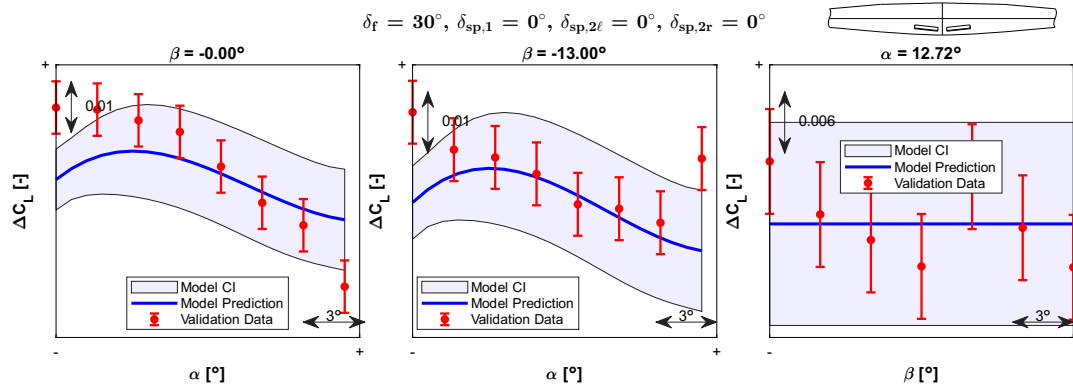 δf = 30°, δsp,1 = 0°, δsp,2ℓ = 0°, δsp,2r = 0°
β = -0.00°
β = -13.00°
α = 12.72°
+
ΔCL [-]
0.01
Model CI
Model Prediction
Validation Data
3°
-
+
α [°]
+
ΔCL [-]
0.01
Model CI
Model Prediction
Validation Data
3°
-
+
α [°]
+
ΔCL [-]
0.006
Model CI
Model Prediction
Validation Data
3°
-
+
β [°]